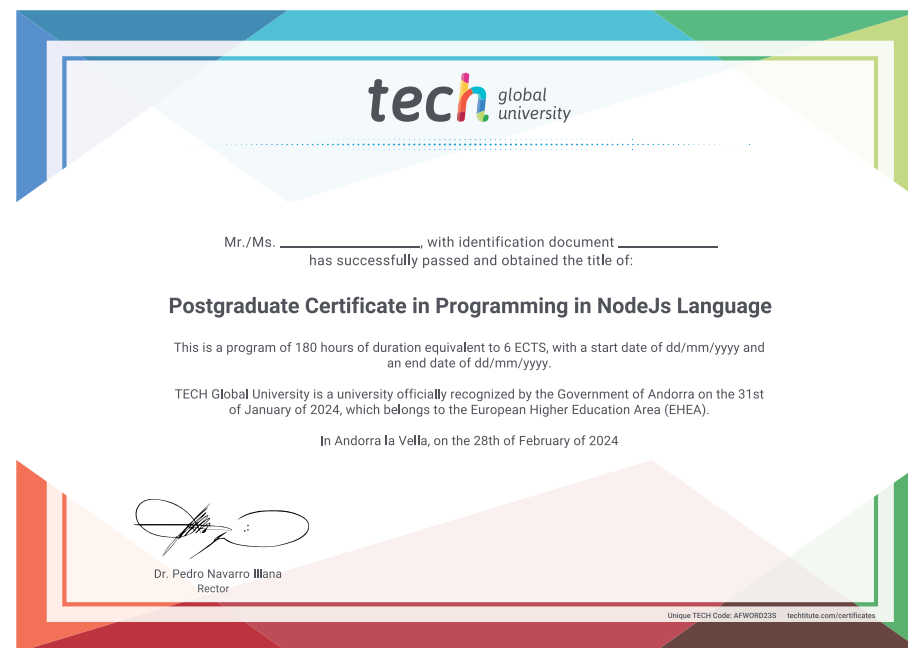 tech global
university
Mr./Ms. ____________________, with identification document ______________
has successfully passed and obtained the title of:
Postgraduate Certificate in Programming in NodeJs Language
This is a program of 180 hours of duration equivalent to 6 ECTS, with a start date of dd/mm/yyyy and
an end date of dd/mm/yyyy.
TECH Global University is a university officially recognized by the Government of Andorra on the 31st
of January of 2024, which belongs to the European Higher Education Area (EHEA).
In Andorra la Vella, on the 28th of February of 2024
Dr. Pedro Navarro Illana
Rector
Unique TECH Code: AFWORD23S techtitute.com/certificates